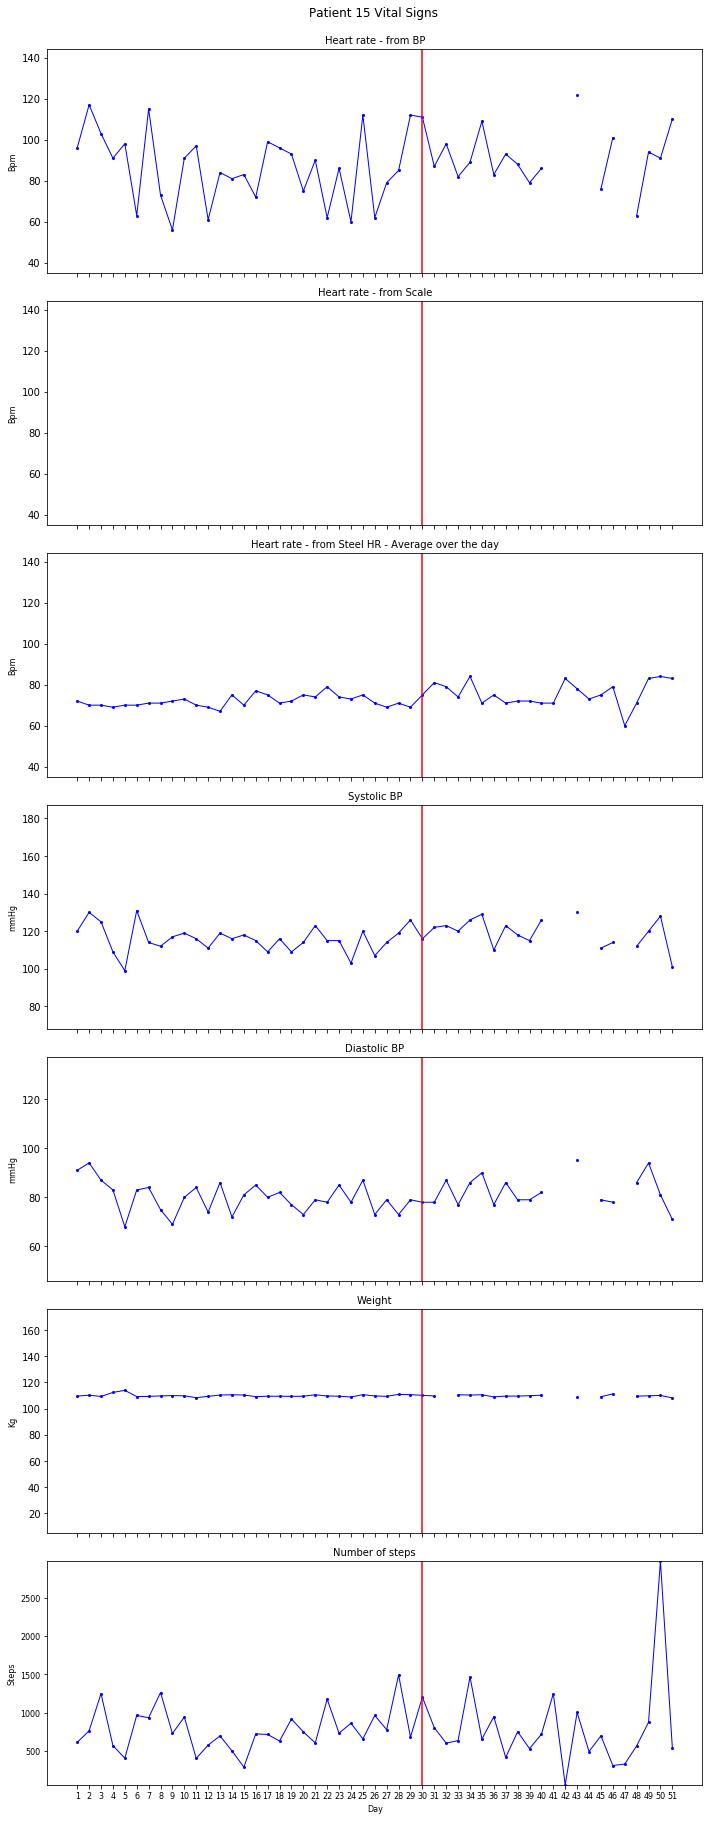 Patient 15 Vital Signs
Heart rate - from BP
140
120
100
80
60
40
Bpm
Heart rate - from Scale
140
120
100
80
60
40
Bpm
Heart rate - from Steel HR - Average over the day
140
120
100
80
60
40
Bpm
Systolic BP
180
160
140
120
100
80
mmHg
Diastolic BP
120
100
80
60
mmHg
Weight
160
140
120
100
80
60
40
20
Kg
Number of steps
2500
2000
1500
1000
500
Steps
1 2 3 4 5 6 7 8 9 10 11 12 13 14 15 16 17 18 19 20 21 22 23 24 25 26 27 28 29 30 31 32 33 34 35 36 37 38 39 40 41 42 43 44 45 46 47 48 49 50 51
Day